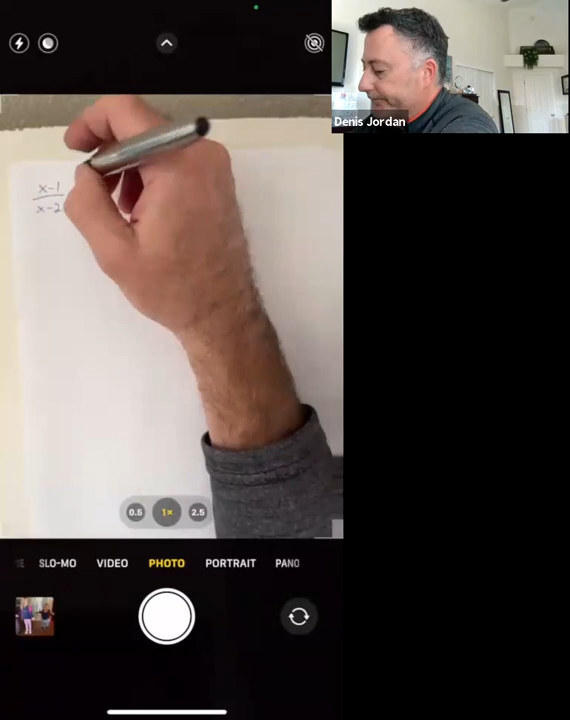 Denis Jordan
x-1
x-2
0.5 1× 2.5
SLO-MO VIDEO PHOTO PORTRAIT PANO